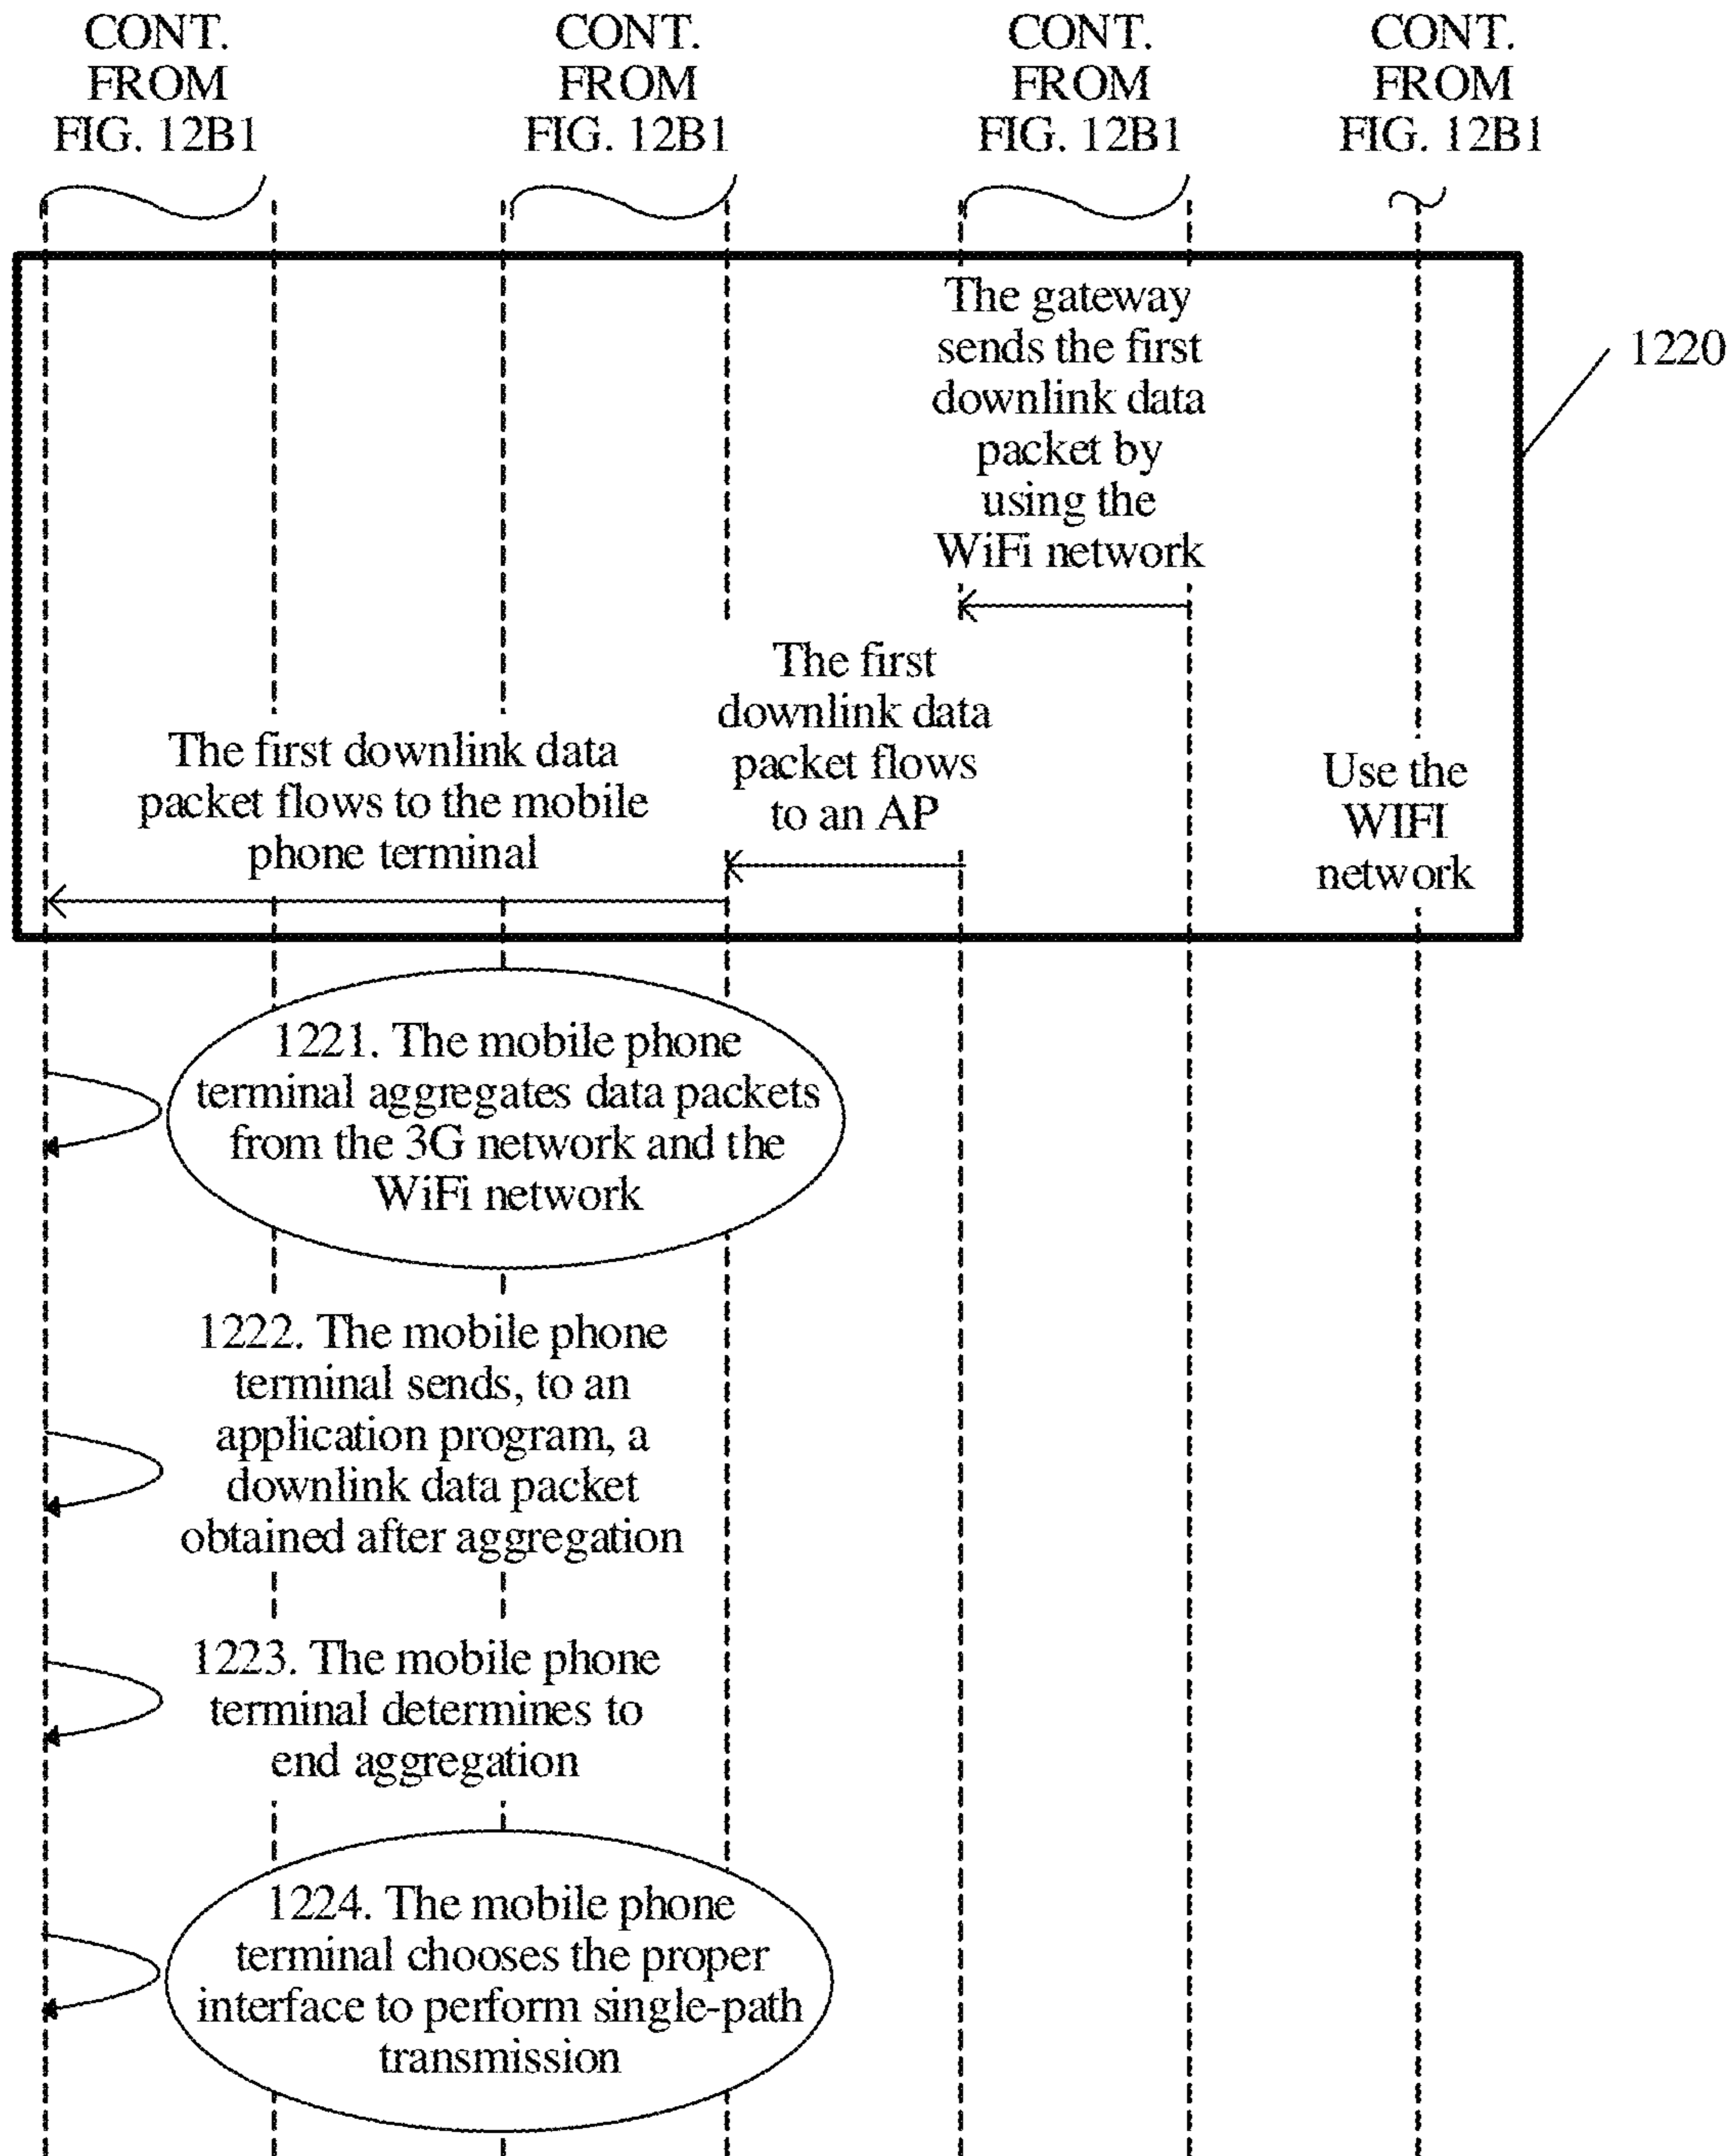 CONT.
FROM
FIG. 12B1
CONT.
FROM
FIG. 12B1
CONT.
FROM
FIG. 12B1
CONT.
FROM
FIG. 12B1
The gateway
sends the first
downlink data
packet by
using the
WiFi network
1220
The first
downlink data
packet flows
to an AP
The first downlink data
packet flows to the mobile
phone terminal
Use the
WIFI
network
1221. The mobile phone
terminal aggregates data packets
from the 3G network and the
WiFi network
1222. The mobile phone
terminal sends, to an
application program, a
downlink data packet
obtained after aggregation
1223. The mobile phone
terminal determines to
end aggregation
1224. The mobile phone
terminal chooses the proper
interface to perform single-path
transmission